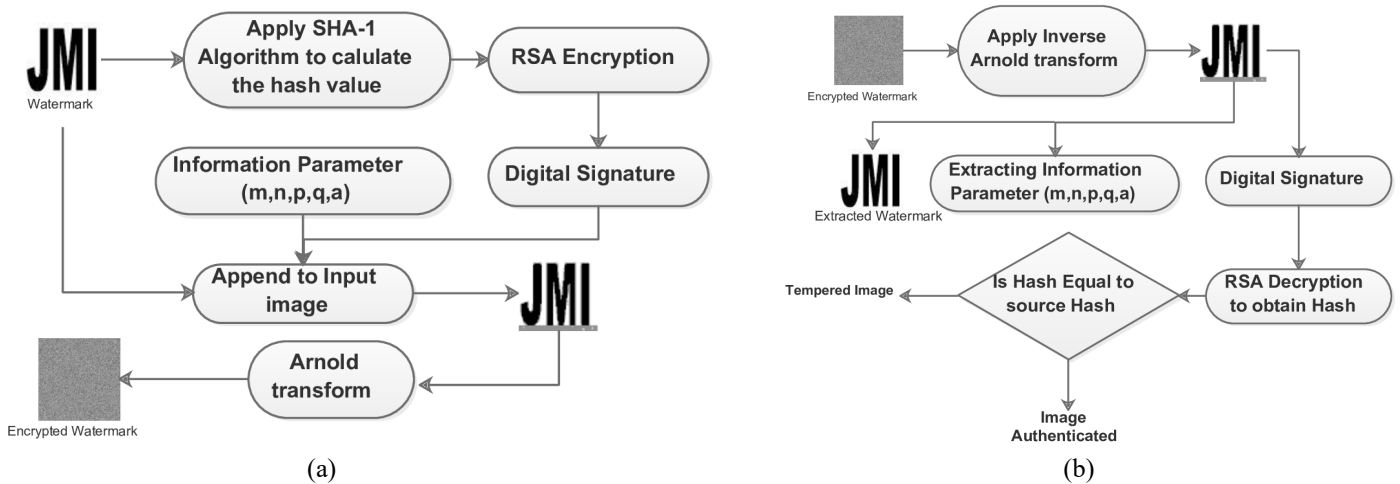 JMI
Watermark
Apply SHA-1
Algorithm to calulate
the hash value
RSA Encryption
Information Parameter
(m,n,p,q,a)
Digital Signature
Append to Input
image
JMI
Arnold
transform
Encrypted Watermark
(a)
Encrypted Watermark
Apply Inverse
Arnold transform
JMI
JMI
Extracted Watermark
Extracting Information
Parameter (m,n,p,q,a)
Digital Signature
Tempered Image
Is Hash Equal to
source Hash
RSA Decryption
to obtain Hash
Image
Authenticated
(b)